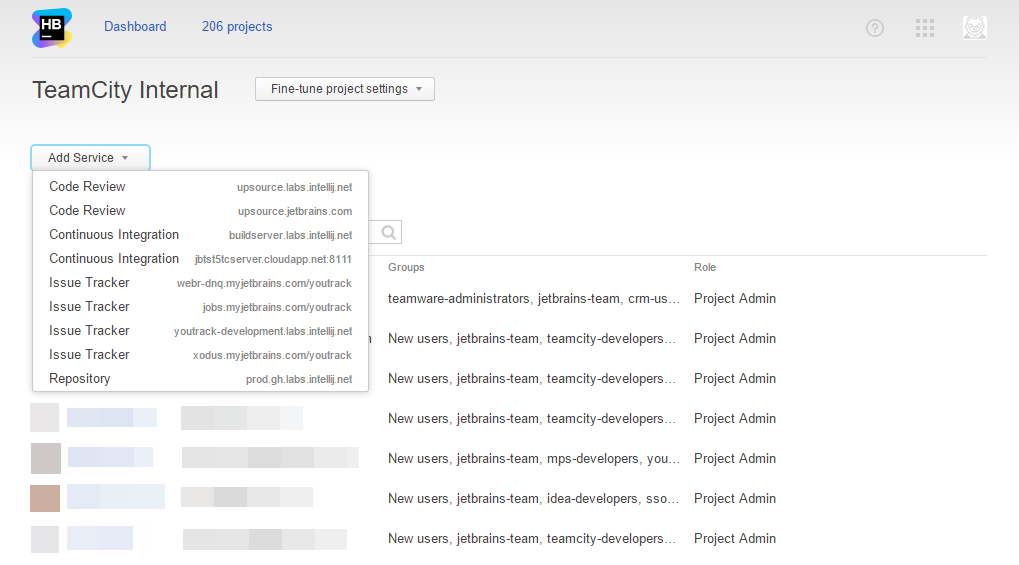 HB
Dashboard 206 projects ?
TeamCity Internal Fine-tune project settings
Add Service
Code Review upsource.labs.intellij.net
Code Review upsource.jetbrains.com
Continuous Integration buildserver.labs.intellij.net
Continuous Integration jbtst5tcserver.cloudapp.net:8111
Groups Role
Issue Tracker webr-dnq.myjetbrains.com/youtrack
teamware-administrators, jetbrains-team, crm-us... Project Admin
Issue Tracker jobs.myjetbrains.com/youtrack
Issue Tracker youtrack-development.labs.intellij.net
New users, jetbrains-team, teamcity-developers... Project Admin
Issue Tracker xodus.myjetbrains.com/youtrack
Repository prod.gh.labs.intellij.net
New users, jetbrains-team, teamcity-developers... Project Admin
New users, jetbrains-team, teamcity-developers... Project Admin
New users, jetbrains-team, mps-developers, you... Project Admin
New users, jetbrains-team, idea-developers, sso... Project Admin
New users, jetbrains-team, teamcity-developers... Project Admin